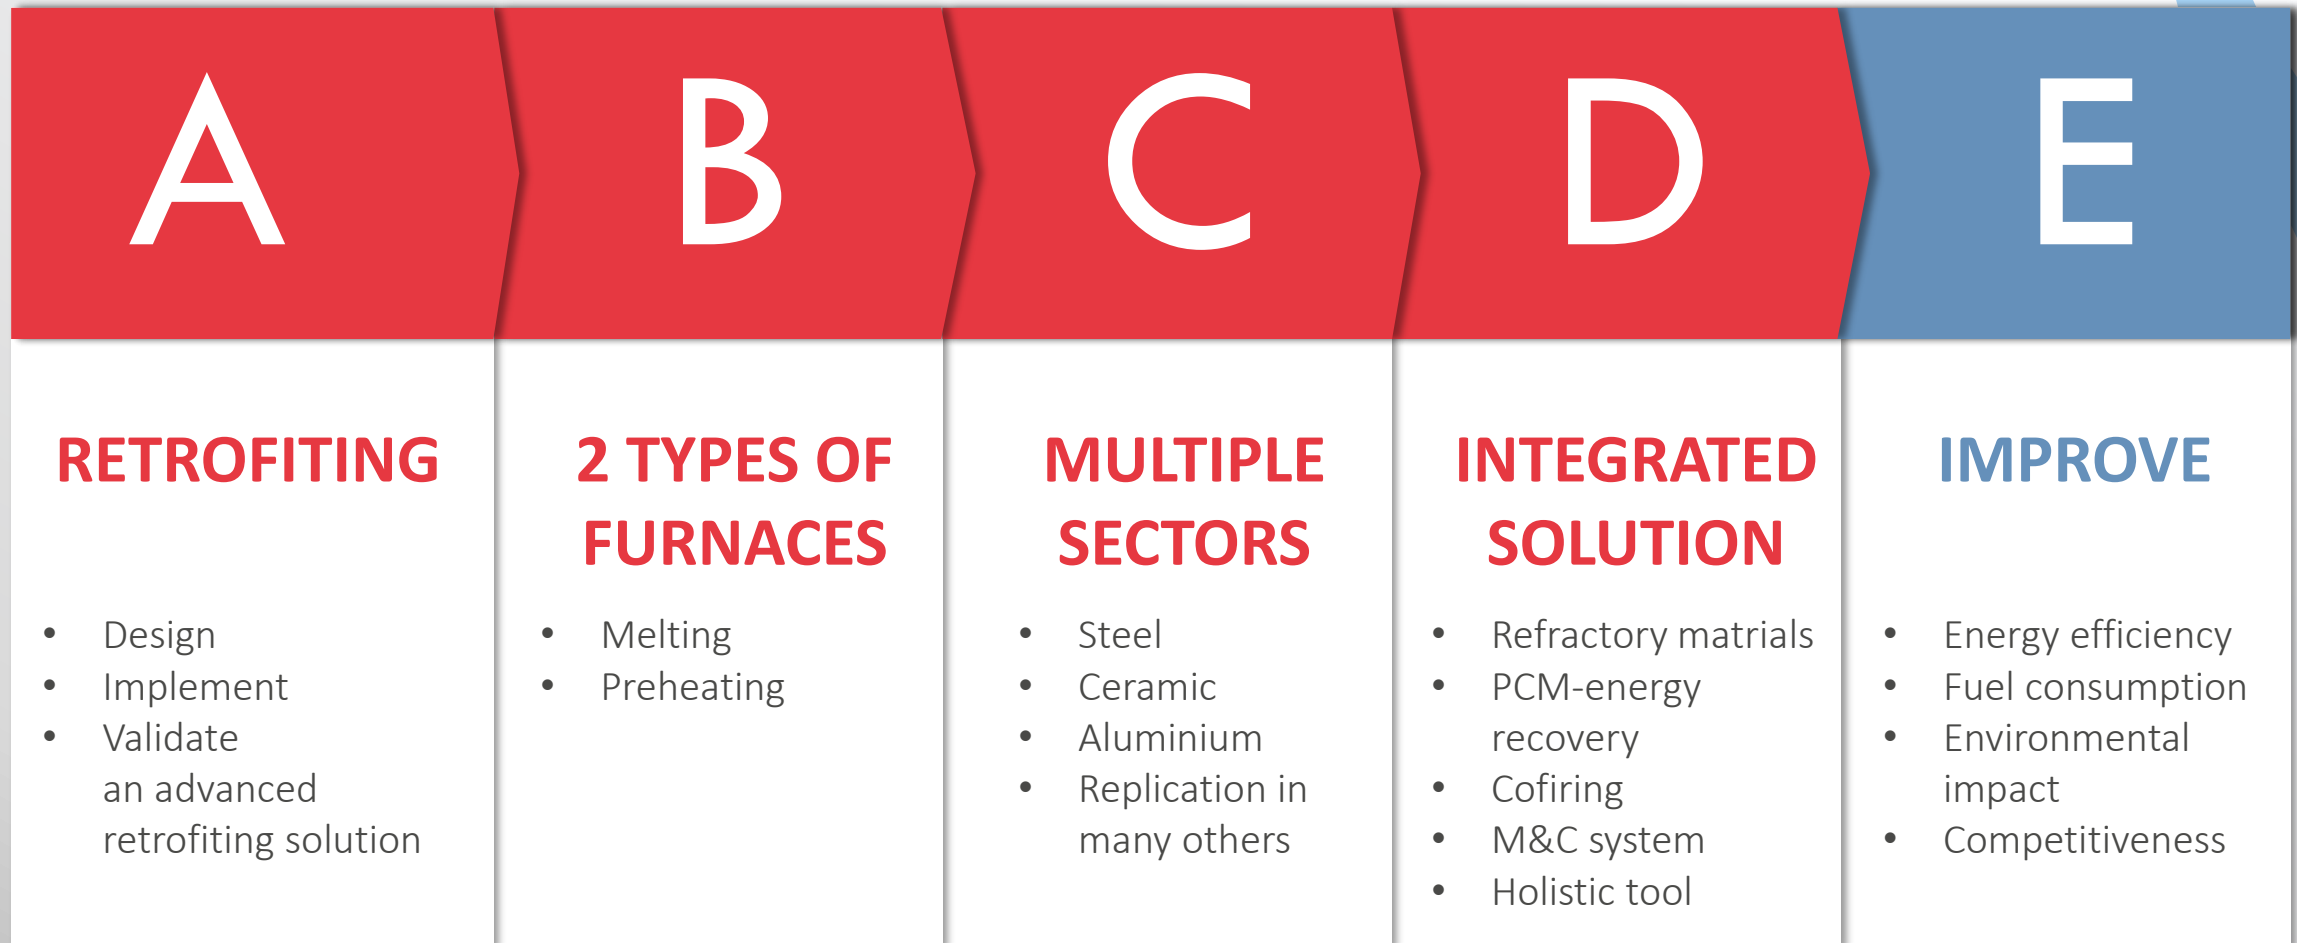 A
B
C
D
E
RETROFITING
• Design
• Implement
• Validate
an advanced
retrofiting solution
2 TYPES OF
FURNACES
• Melting
• Preheating
MULTIPLE
SECTORS
• Steel
• Ceramic
• Aluminium
• Replication in
many others
INTEGRATED
SOLUTION
• Refractory matrials
• PCM-energy
recovery
• Cofiring
• M&C system
• Holistic tool
IMPROVE
• Energy efficiency
• Fuel consumption
• Environmental
impact
• Competitiveness